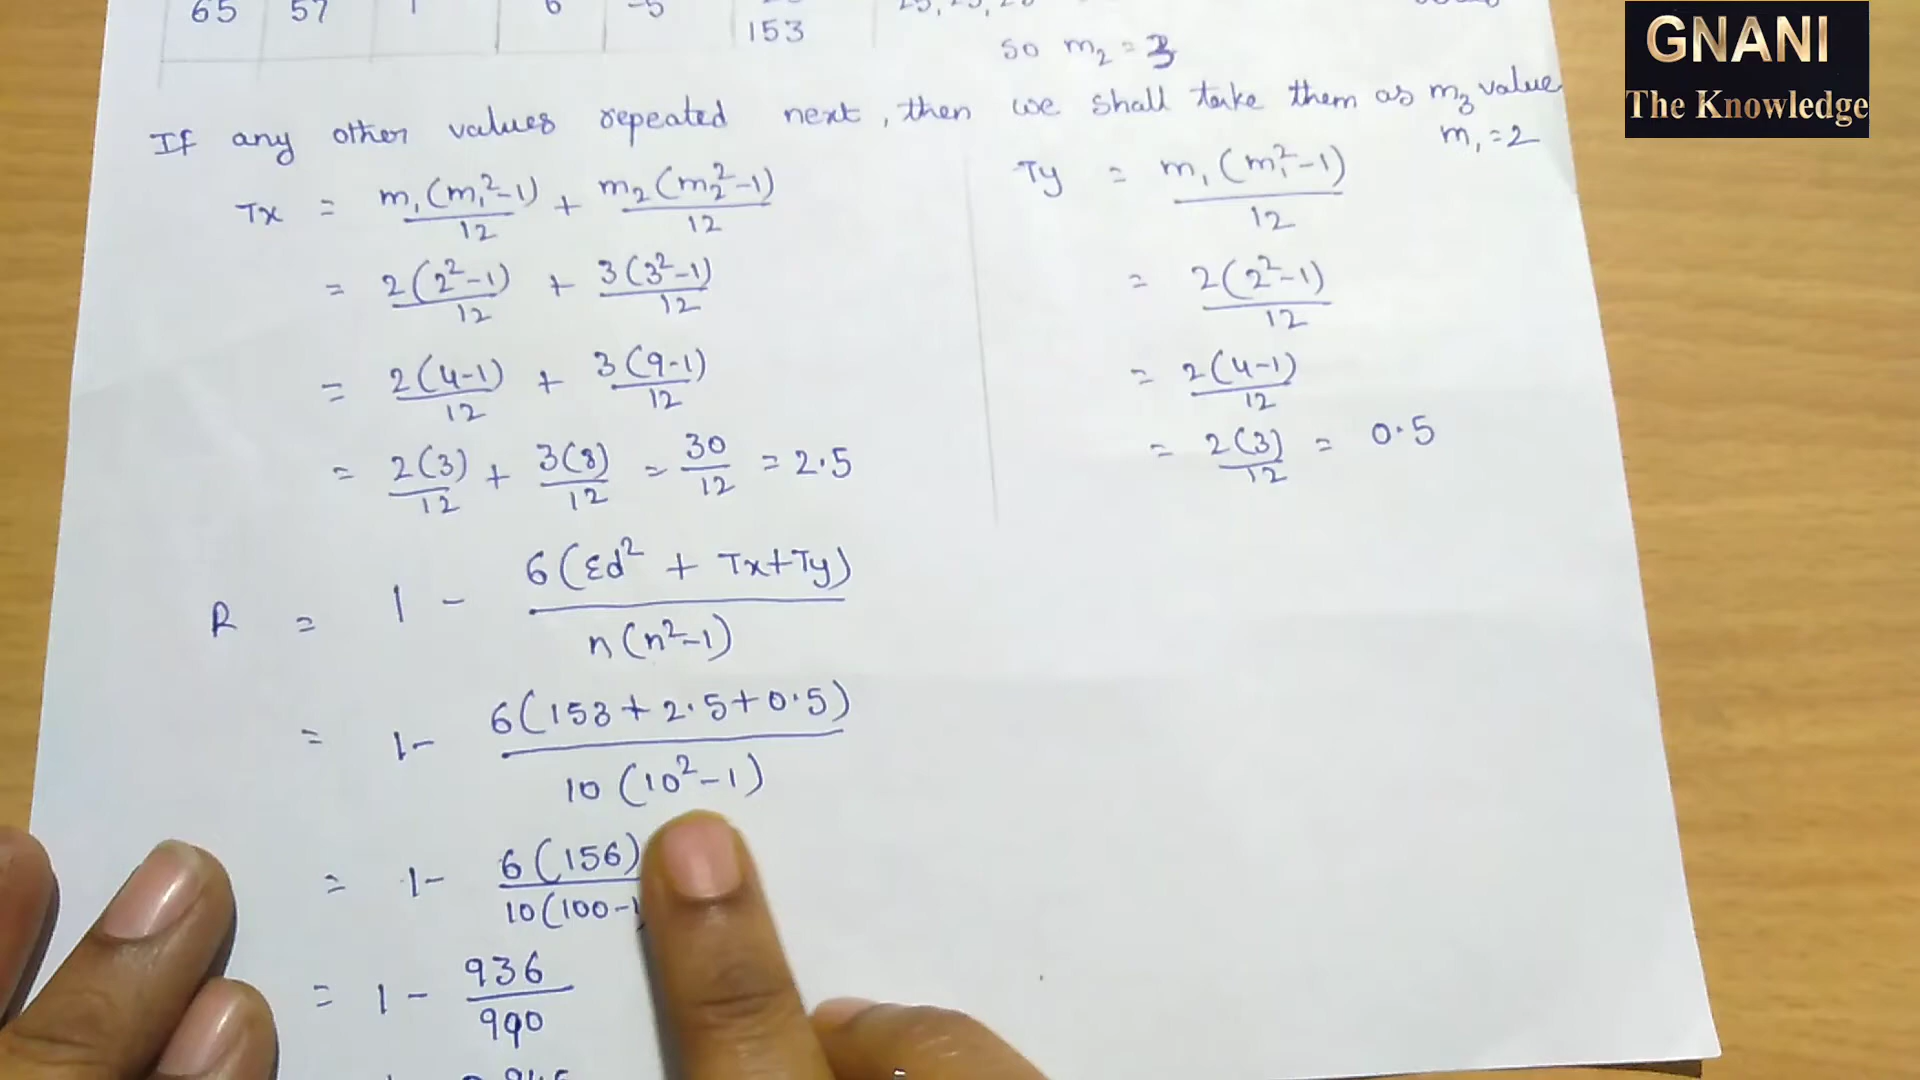 65 57 1 6 -5
153
so m₂ = 3
If any other values repeated next, then we shall take them as m₃ value
m₁ = 2
Tx = m₁(m₁²-1)/12 + m₂(m₂²-1)/12
= 2(2²-1)/12 + 3(3²-1)/12
= 2(4-1)/12 + 3(9-1)/12
= 2(3)/12 + 3(8)/12 = 30/12 = 2.5
Ty = m₁(m₁²-1)/12
= 2(2²-1)/12
= 2(4-1)/12
= 2(3)/12 = 0.5
R = 1 - 6(Σd² + Tx+Ty)/n(n²-1)
= 1- 6(153+2.5+0.5)/10(10²-1)
= 1- 6(156)/10(100-1
= 1 - 936/990
GNANI
The Knowledge